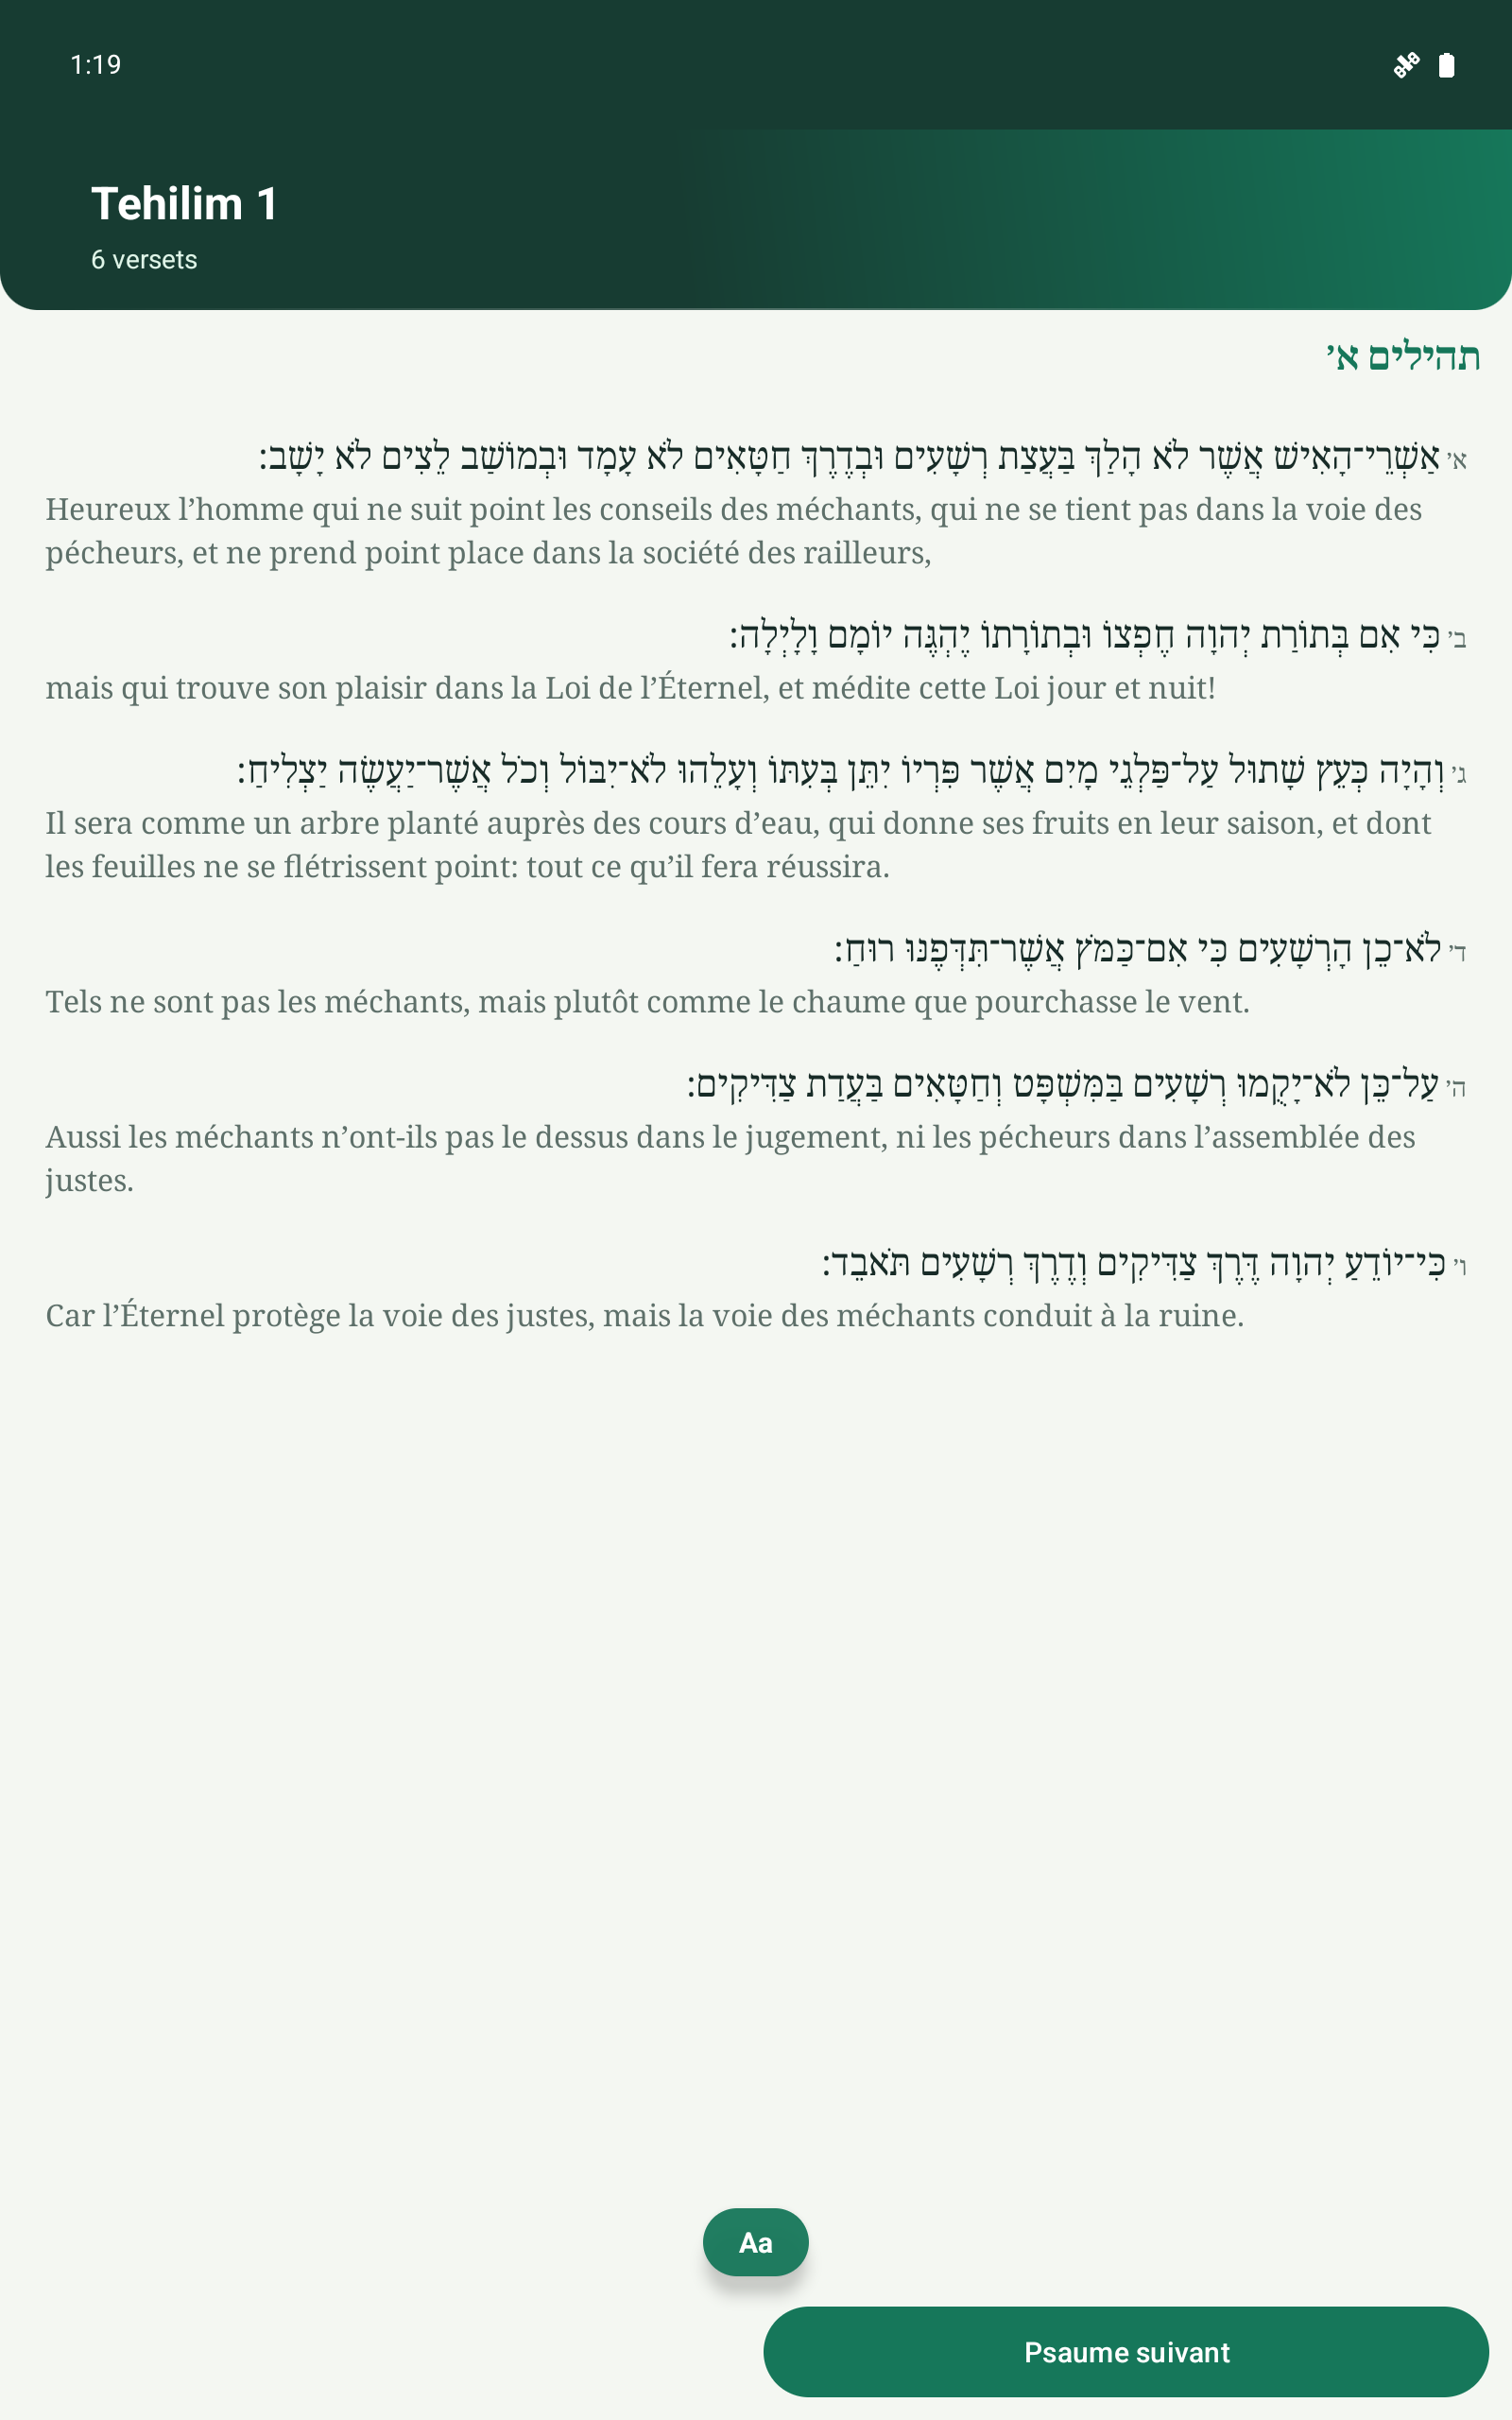 1:19
Tehilim 1
6 versets
תהילים א׳
א׳ אַשְׁרֵי־הָאִישׁ אֲשֶׁר לֹא הָלַךְ בַּעֲצַת רְשָׁעִים וּבְדֶרֶךְ חַטָּאִים לֹא עָמָד וּבְמוֹשַׁב לֵצִים לֹא יָשָׁב׃
Heureux l’homme qui ne suit point les conseils des méchants, qui ne se tient pas dans la voie des
pécheurs, et ne prend point place dans la société des railleurs,
ב׳ כִּי אִם בְּתוֹרַת יְהוָה חֶפְצוֹ וּבְתוֹרָתוֹ יֶהְגֶּה יוֹמָם וָלָיְלָה׃
mais qui trouve son plaisir dans la Loi de l’Éternel, et médite cette Loi jour et nuit!
ג׳ וְהָיָה כְּעֵץ שָׁתוּל עַל־פַּלְגֵי מָיִם אֲשֶׁר פִּרְיוֹ יִתֵּן בְּעִתּוֹ וְעָלֵהוּ לֹא־יִבּוֹל וְכֹל אֲשֶׁר־יַעֲשֶׂה יַצְלִיחַ׃
Il sera comme un arbre planté auprès des cours d’eau, qui donne ses fruits en leur saison, et dont
les feuilles ne se flétrissent point: tout ce qu’il fera réussira.
ד׳ לֹא־כֵן הָרְשָׁעִים כִּי אִם־כַּמֹּץ אֲשֶׁר־תִּדְּפֶנּוּ רוּחַ׃
Tels ne sont pas les méchants, mais plutôt comme le chaume que pourchasse le vent.
ה׳ עַל־כֵּן לֹא־יָקֻמוּ רְשָׁעִים בַּמִּשְׁפָּט וְחַטָּאִים בַּעֲדַת צַדִּיקִים׃
Aussi les méchants n’ont-ils pas le dessus dans le jugement, ni les pécheurs dans l’assemblée des
justes.
ו׳ כִּי־יוֹדֵעַ יְהוָה דֶּרֶךְ צַדִּיקִים וְדֶרֶךְ רְשָׁעִים תֹּאבֵד׃
Car l’Éternel protège la voie des justes, mais la voie des méchants conduit à la ruine.
Aa
Psaume suivant